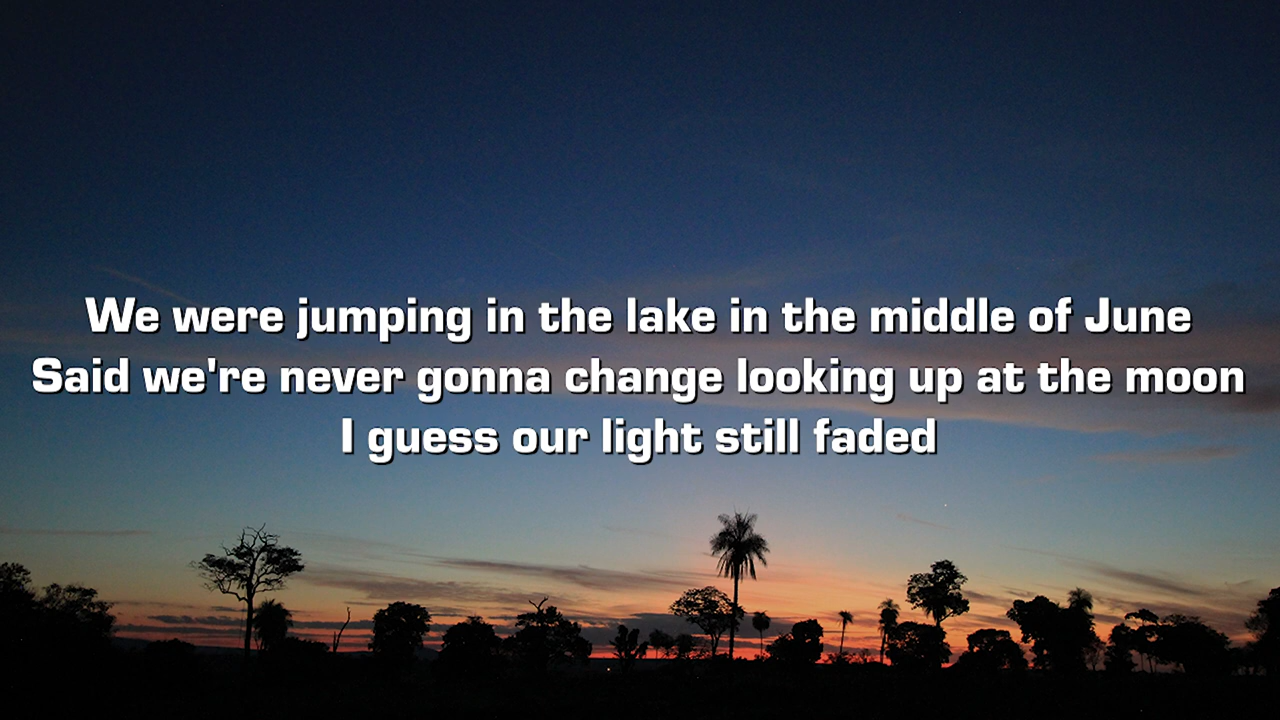 We were jumping in the lake in the middle of June
Said we're never gonna change looking up at the moon
I guess our light still faded